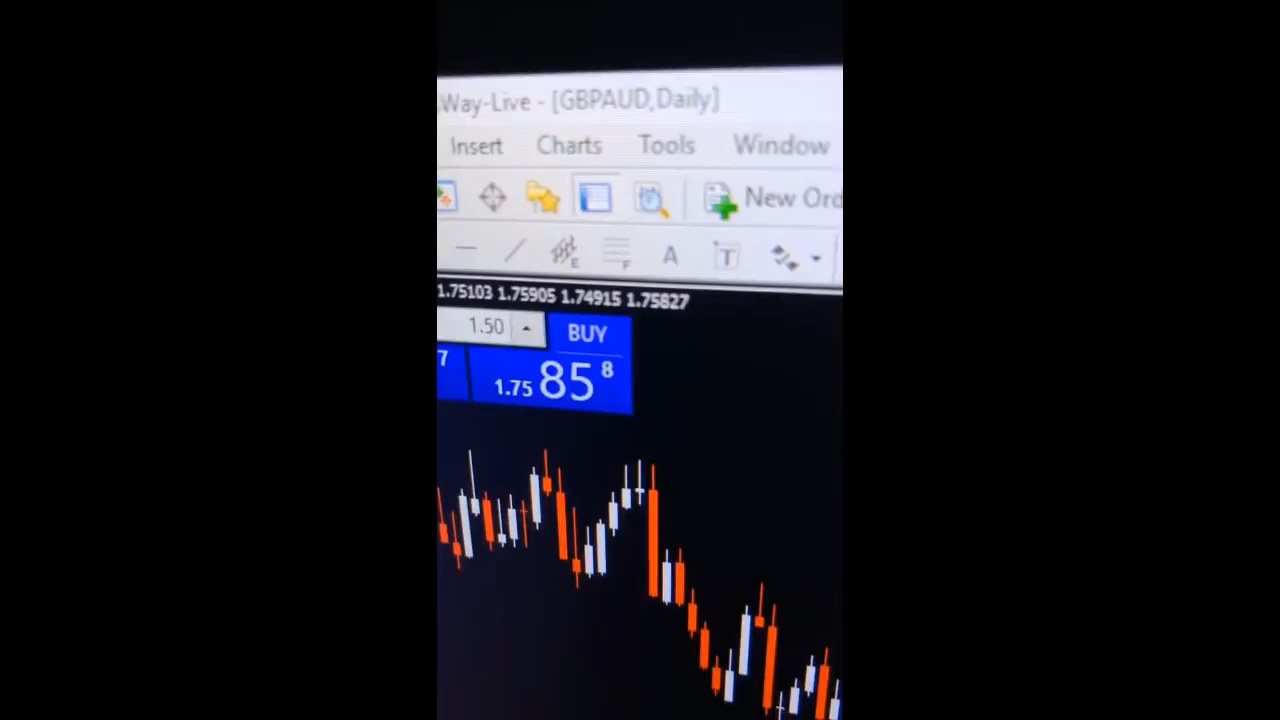 Way-Live - [GBPAUD,Daily]
Insert Charts Tools Window
New Ord
E F A T
1.75103 1.75905 1.74915 1.75827
1.50 BUY
7 1.75 85 8